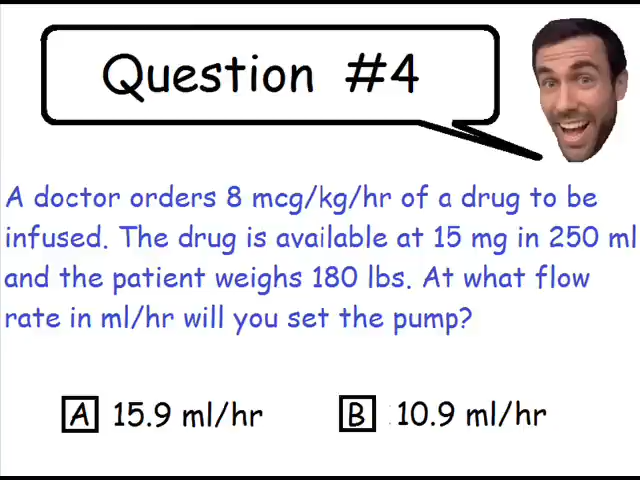 Question #4
A doctor orders 8 mcg/kg/hr of a drug to be
infused. The drug is available at 15 mg in 250 ml
and the patient weighs 180 lbs. At what flow
rate in ml/hr will you set the pump?
A 15.9 ml/hr B 10.9 ml/hr